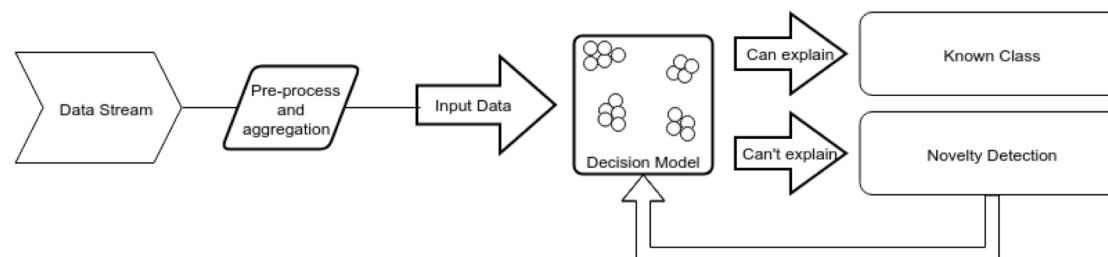 Data Stream
Pre-process
and
aggregation
Input Data
Decision Model
Can explain
Known Class
Can't explain
Novelty Detection